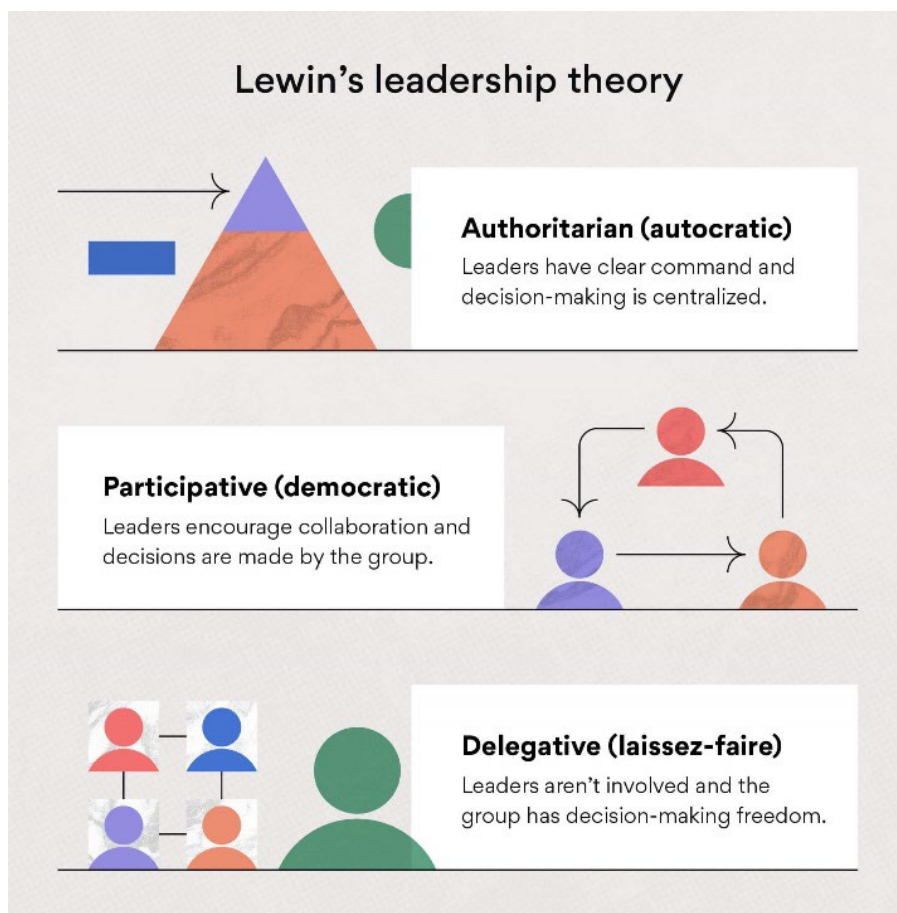 Lewin’s leadership theory
Authoritarian (autocratic)
Leaders have clear command and
decision-making is centralized.
Participative (democratic)
Leaders encourage collaboration and
decisions are made by the group.
Delegative (laissez-faire)
Leaders aren’t involved and the
group has decision-making freedom.